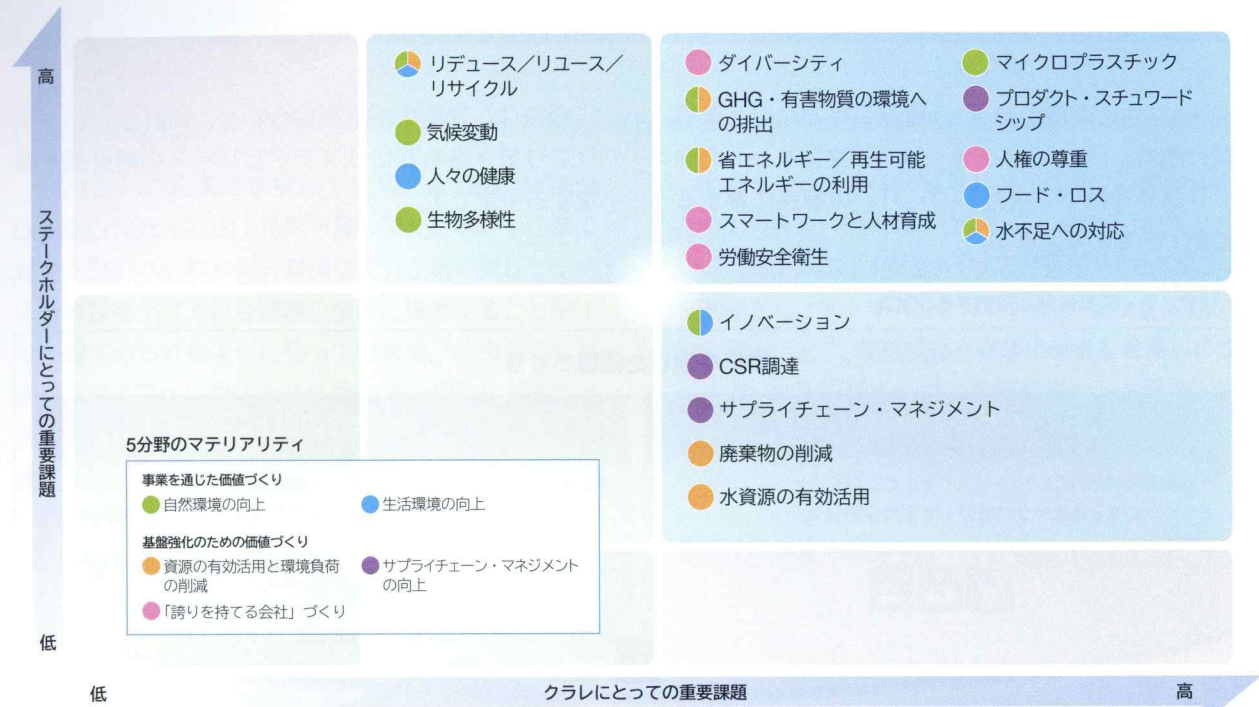 高
ステークホルダーにとっての重要課題
低
リデュース／リユース／
リサイクル
気候変動
人々の健康
生物多様性
ダイバーシティ
GHG・有害物質の環境へ
の排出
省エネルギー／再生可能
エネルギーの利用
スマートワークと人材育成
労働安全衛生
マイクロプラスチック
プロダクト・スチュワード
シップ
人権の尊重
フード・ロス
水不足への対応
イノベーション
CSR調達
サプライチェーン・マネジメント
廃棄物の削減
水資源の有効活用
5分野のマテリアリティ
事業を通じた価値づくり
自然環境の向上
生活環境の向上
基盤強化のための価値づくり
資源の有効活用と環境負荷
の削減
サプライチェーン・マネジメント
の向上
「誇りを持てる会社」づくり
低
クラレにとっての重要課題
高